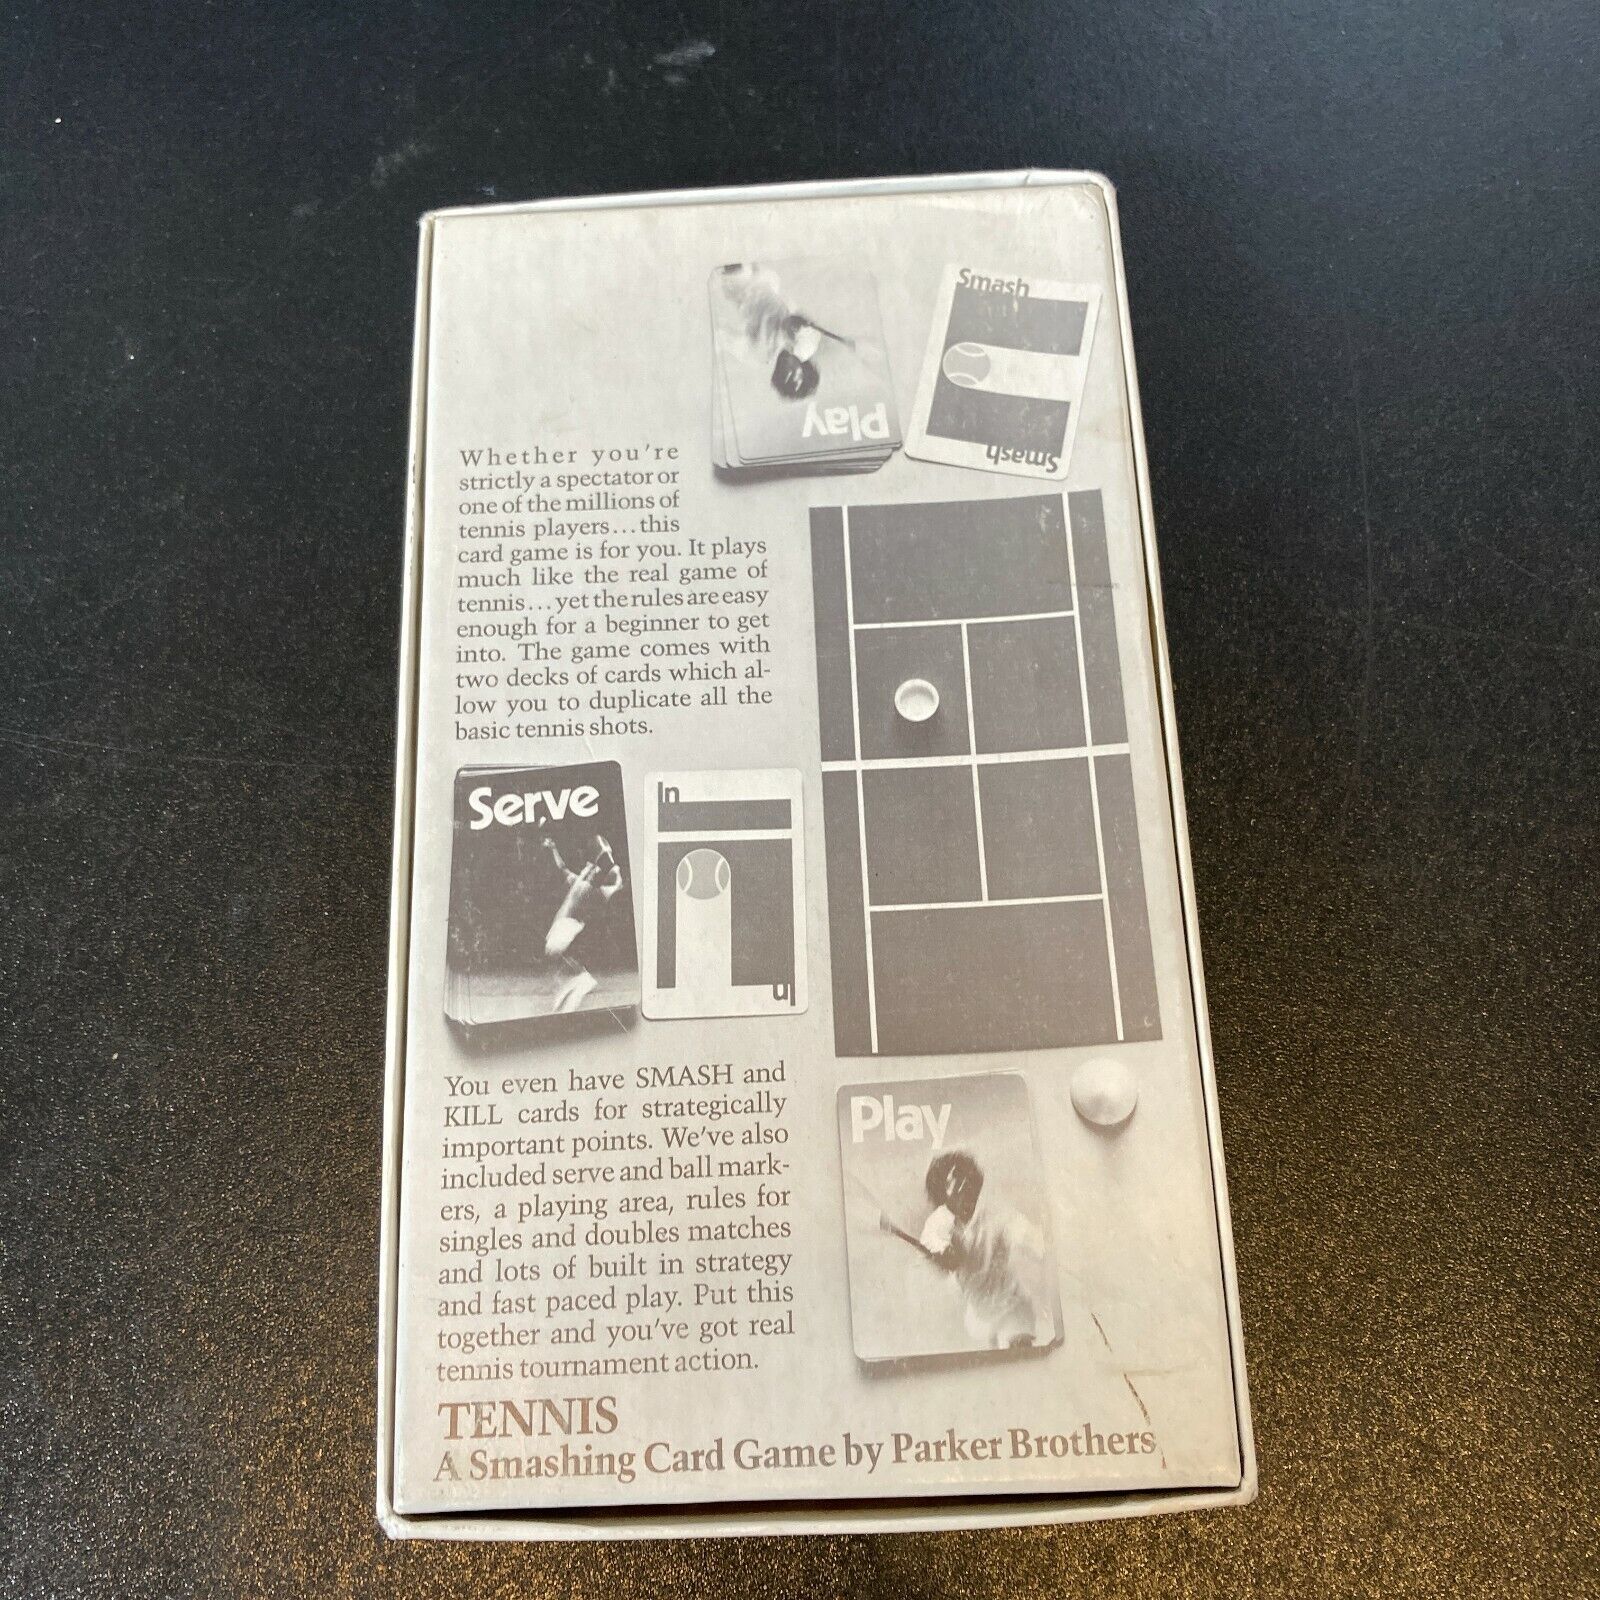 Smash
Play
Smash
Whether you're
strictly a spectator or
one of the millions of
tennis players...this
card game is for you. It plays
much like the real game of
tennis...yet the rules are easy
enough for a beginner to get
into. The game comes with
two decks of cards which al-
low you to duplicate all the
basic tennis shots.
Serve
In
In
You even have SMASH and
KILL cards for strategically
important points. We've also
included serve and ball mark-
ers, a playing area, rules for
singles and doubles matches
and lots of built in strategy
and fast paced play. Put this
together and you've got real
tennis tournament action.
Play
TENNIS
A Smashing Card Game by Parker Brothers